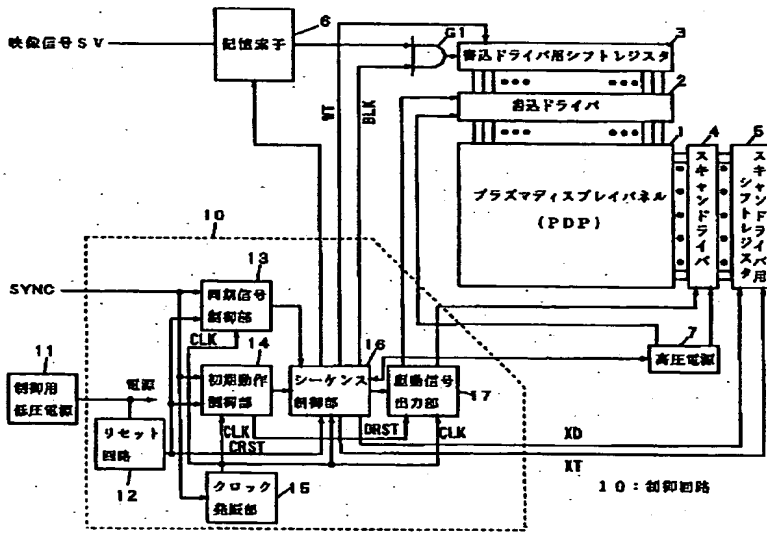 6
映像信号SV
記憶素子
G1
3
書込ドライバ用シフトレジスタ
WT
BLK
2
書込ドライバ
1
4
5
プラズマディスプレイパネル
(PDP)
スキャンドライバ
スキャンドライバ用
シフトレジスタ
10
13
SYNC
同期信号
制御部
CLK
7
高圧電源
11
制御用
低圧電源
電源
14
初期動作
制御部
16
シーケンス
制御部
駆動信号
出力部
17
リセット
回路
12
CLK
CRST
DRST
CLK
XD
XT
クロック
発振部
15
10:制御回路